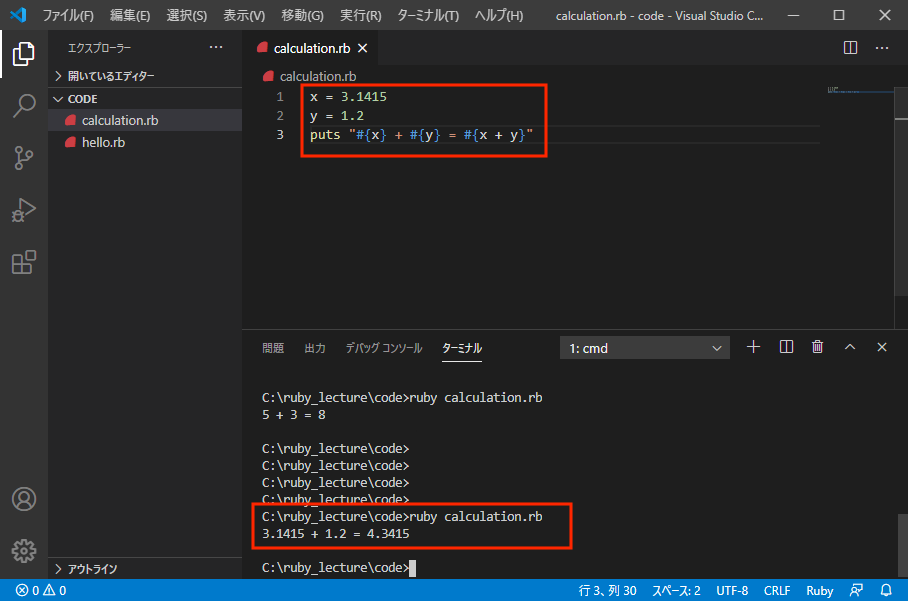 ファイル(F) 編集(E) 選択(S) 表示(V) 移動(G) 実行(R) ターミナル(T) ヘルプ(H) calculation.rb - code - Visual Studio C...
エクスプローラー
開いているエディター
CODE
calculation.rb
hello.rb
アウトライン
calculation.rb
calculation.rb
1 x = 3.1415
2 y = 1.2
3 puts "#{x} + #{y} = #{x + y}"
問題 出力 デバッグ コンソール ターミナル 1: cmd
C:\ruby_lecture\code>ruby calculation.rb
5 + 3 = 8
C:\ruby_lecture\code>
C:\ruby_lecture\code>
C:\ruby_lecture\code>
C:\ruby_lecture\code>
C:\ruby_lecture\code>ruby calculation.rb
3.1415 + 1.2 = 4.3415
C:\ruby_lecture\code>
0 0 行 3、列 30 スペース: 2 UTF-8 CRLF Ruby